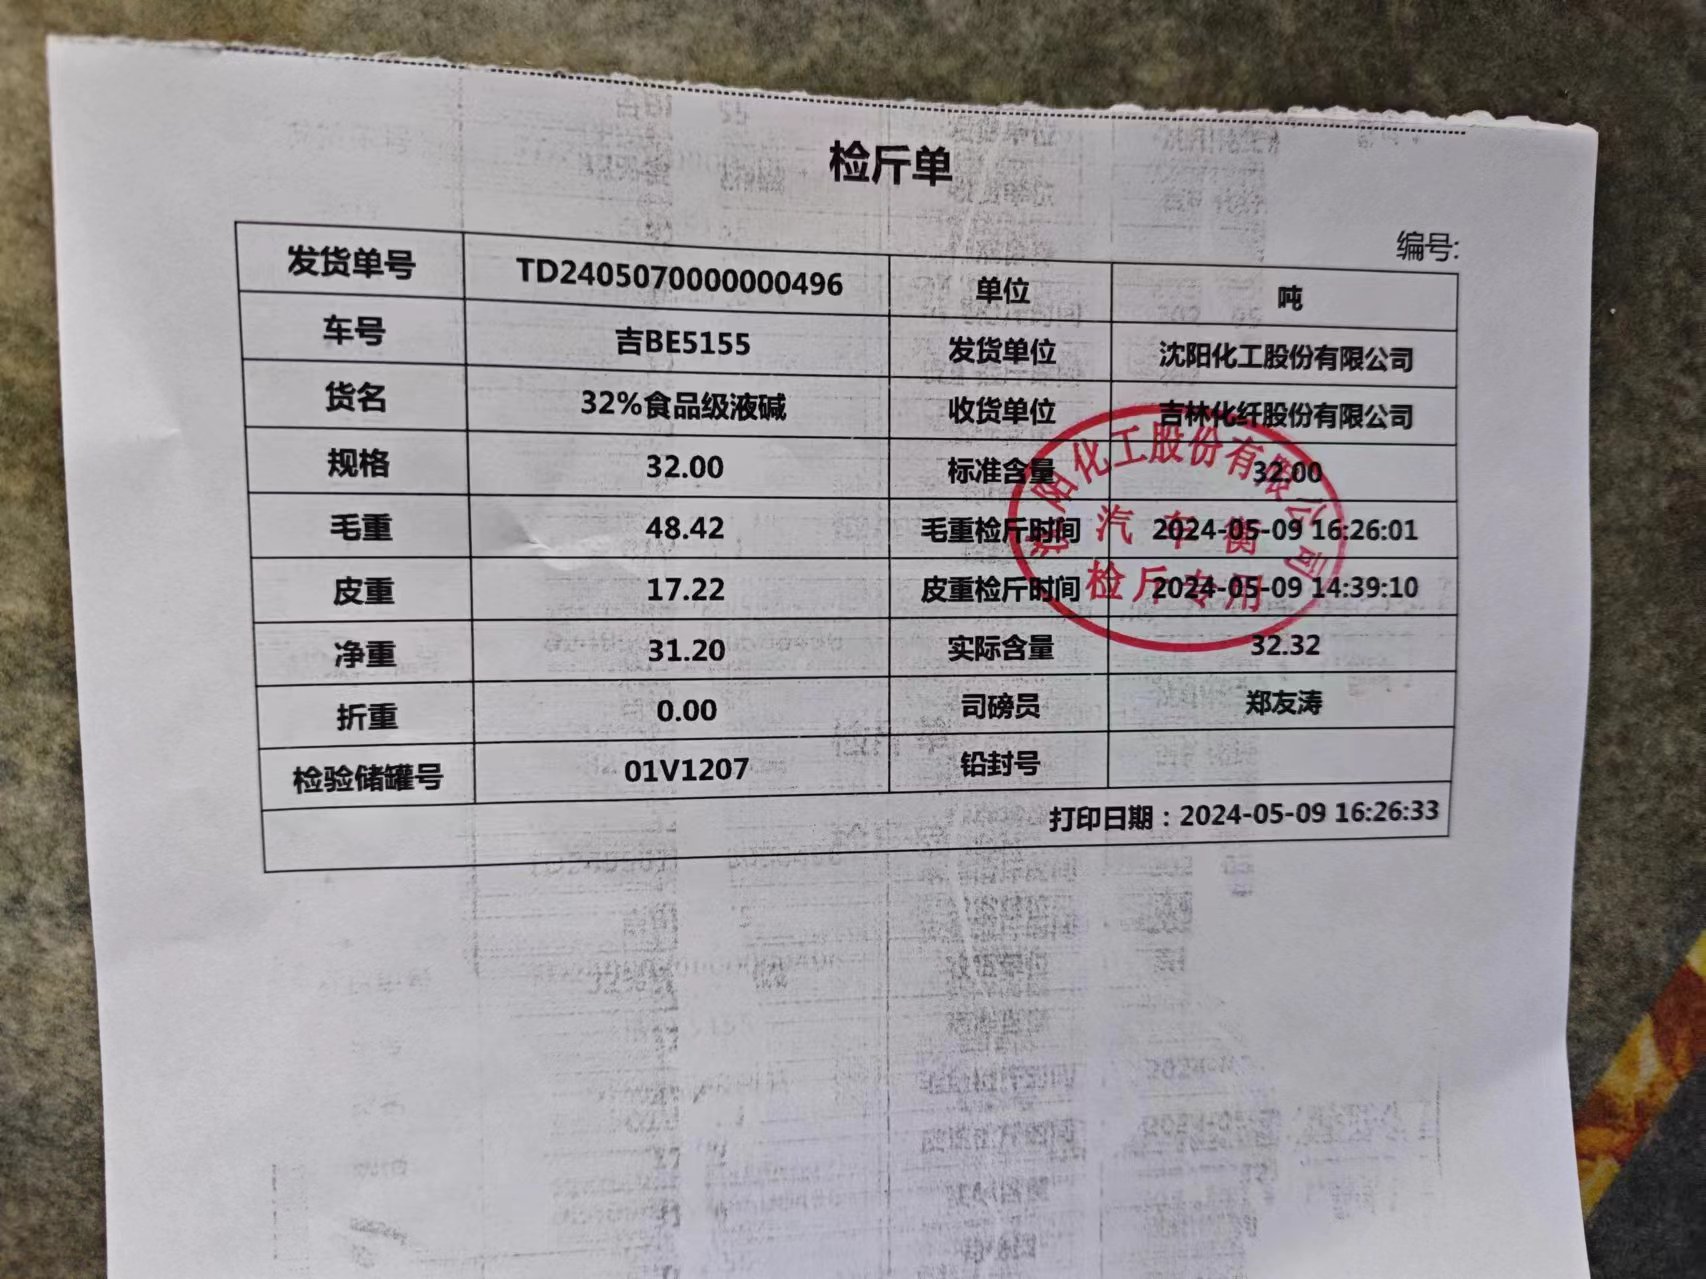 检斤单
编号:
发货单号 TD2405070000000496 单位 吨
车号 吉BE5155 发货单位 沈阳化工股份有限公司
货名 32%食品级液碱 收货单位 吉林化纤股份有限公司
规格 32.00 标准含量 32.00
毛重 48.42 毛重检斤时间 2024-05-09 16:26:01
皮重 17.22 皮重检斤时间 2024-05-09 14:39:10
净重 31.20 实际含量 32.32
折重 0.00 司磅员 郑友涛
检验储罐号 01V1207 铅封号
打印日期：2024-05-09 16:26:33
沈阳化工股份有限公司
汽车衡
检斤专用